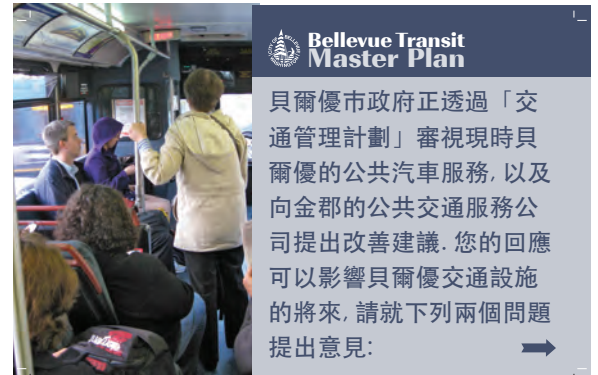 Bellevue Transit
Master Plan
貝爾優市政府正透過「交
通管理計劃」審視現時貝
爾優的公共汽車服務, 以及
向金郡的公共交通服務公
司提出改善建議. 您的回應
可以影響貝爾優交通設施
的將來, 請就下列兩個問題
提出意見: